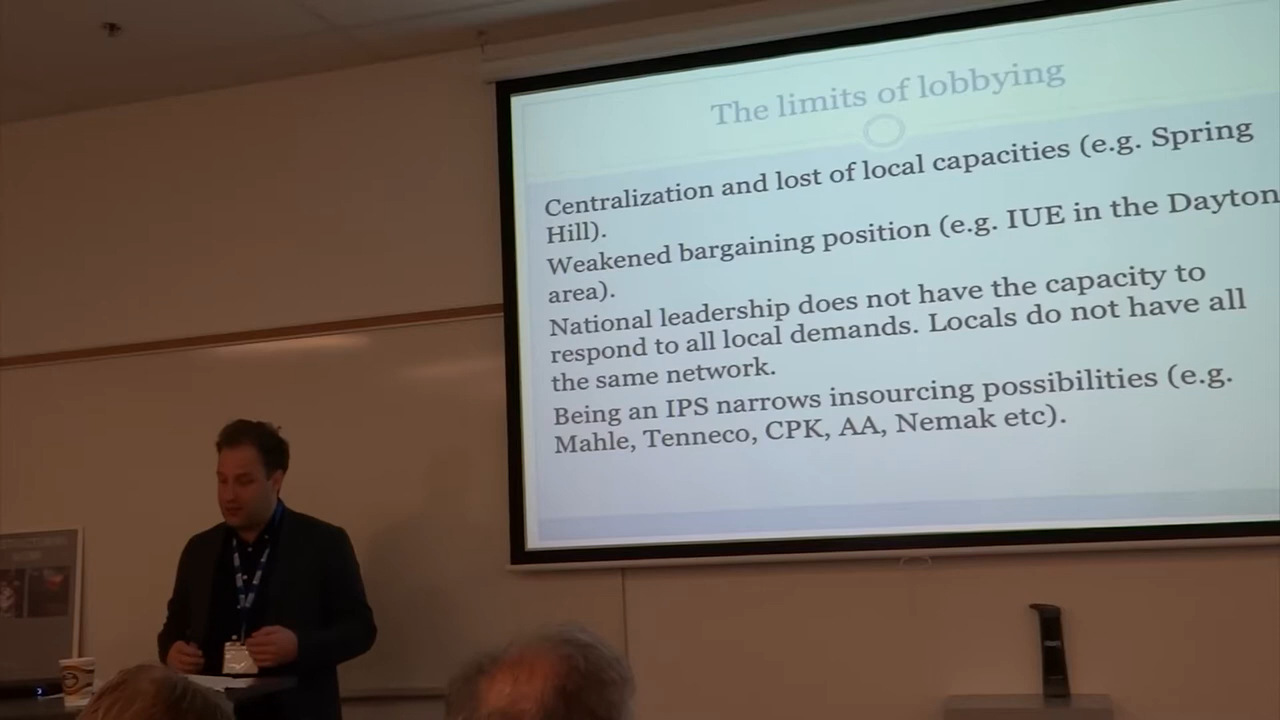 The limits of lobbying
Centralization and lost of local capacities (e.g. Spring
Hill).
Weakened bargaining position (e.g. IUE in the Dayton
area).
National leadership does not have the capacity to
respond to all local demands. Locals do not have all
the same network.
Being an IPS narrows insourcing possibilities (e.g.
Mahle, Tenneco, CPK, AA, Nemak etc).